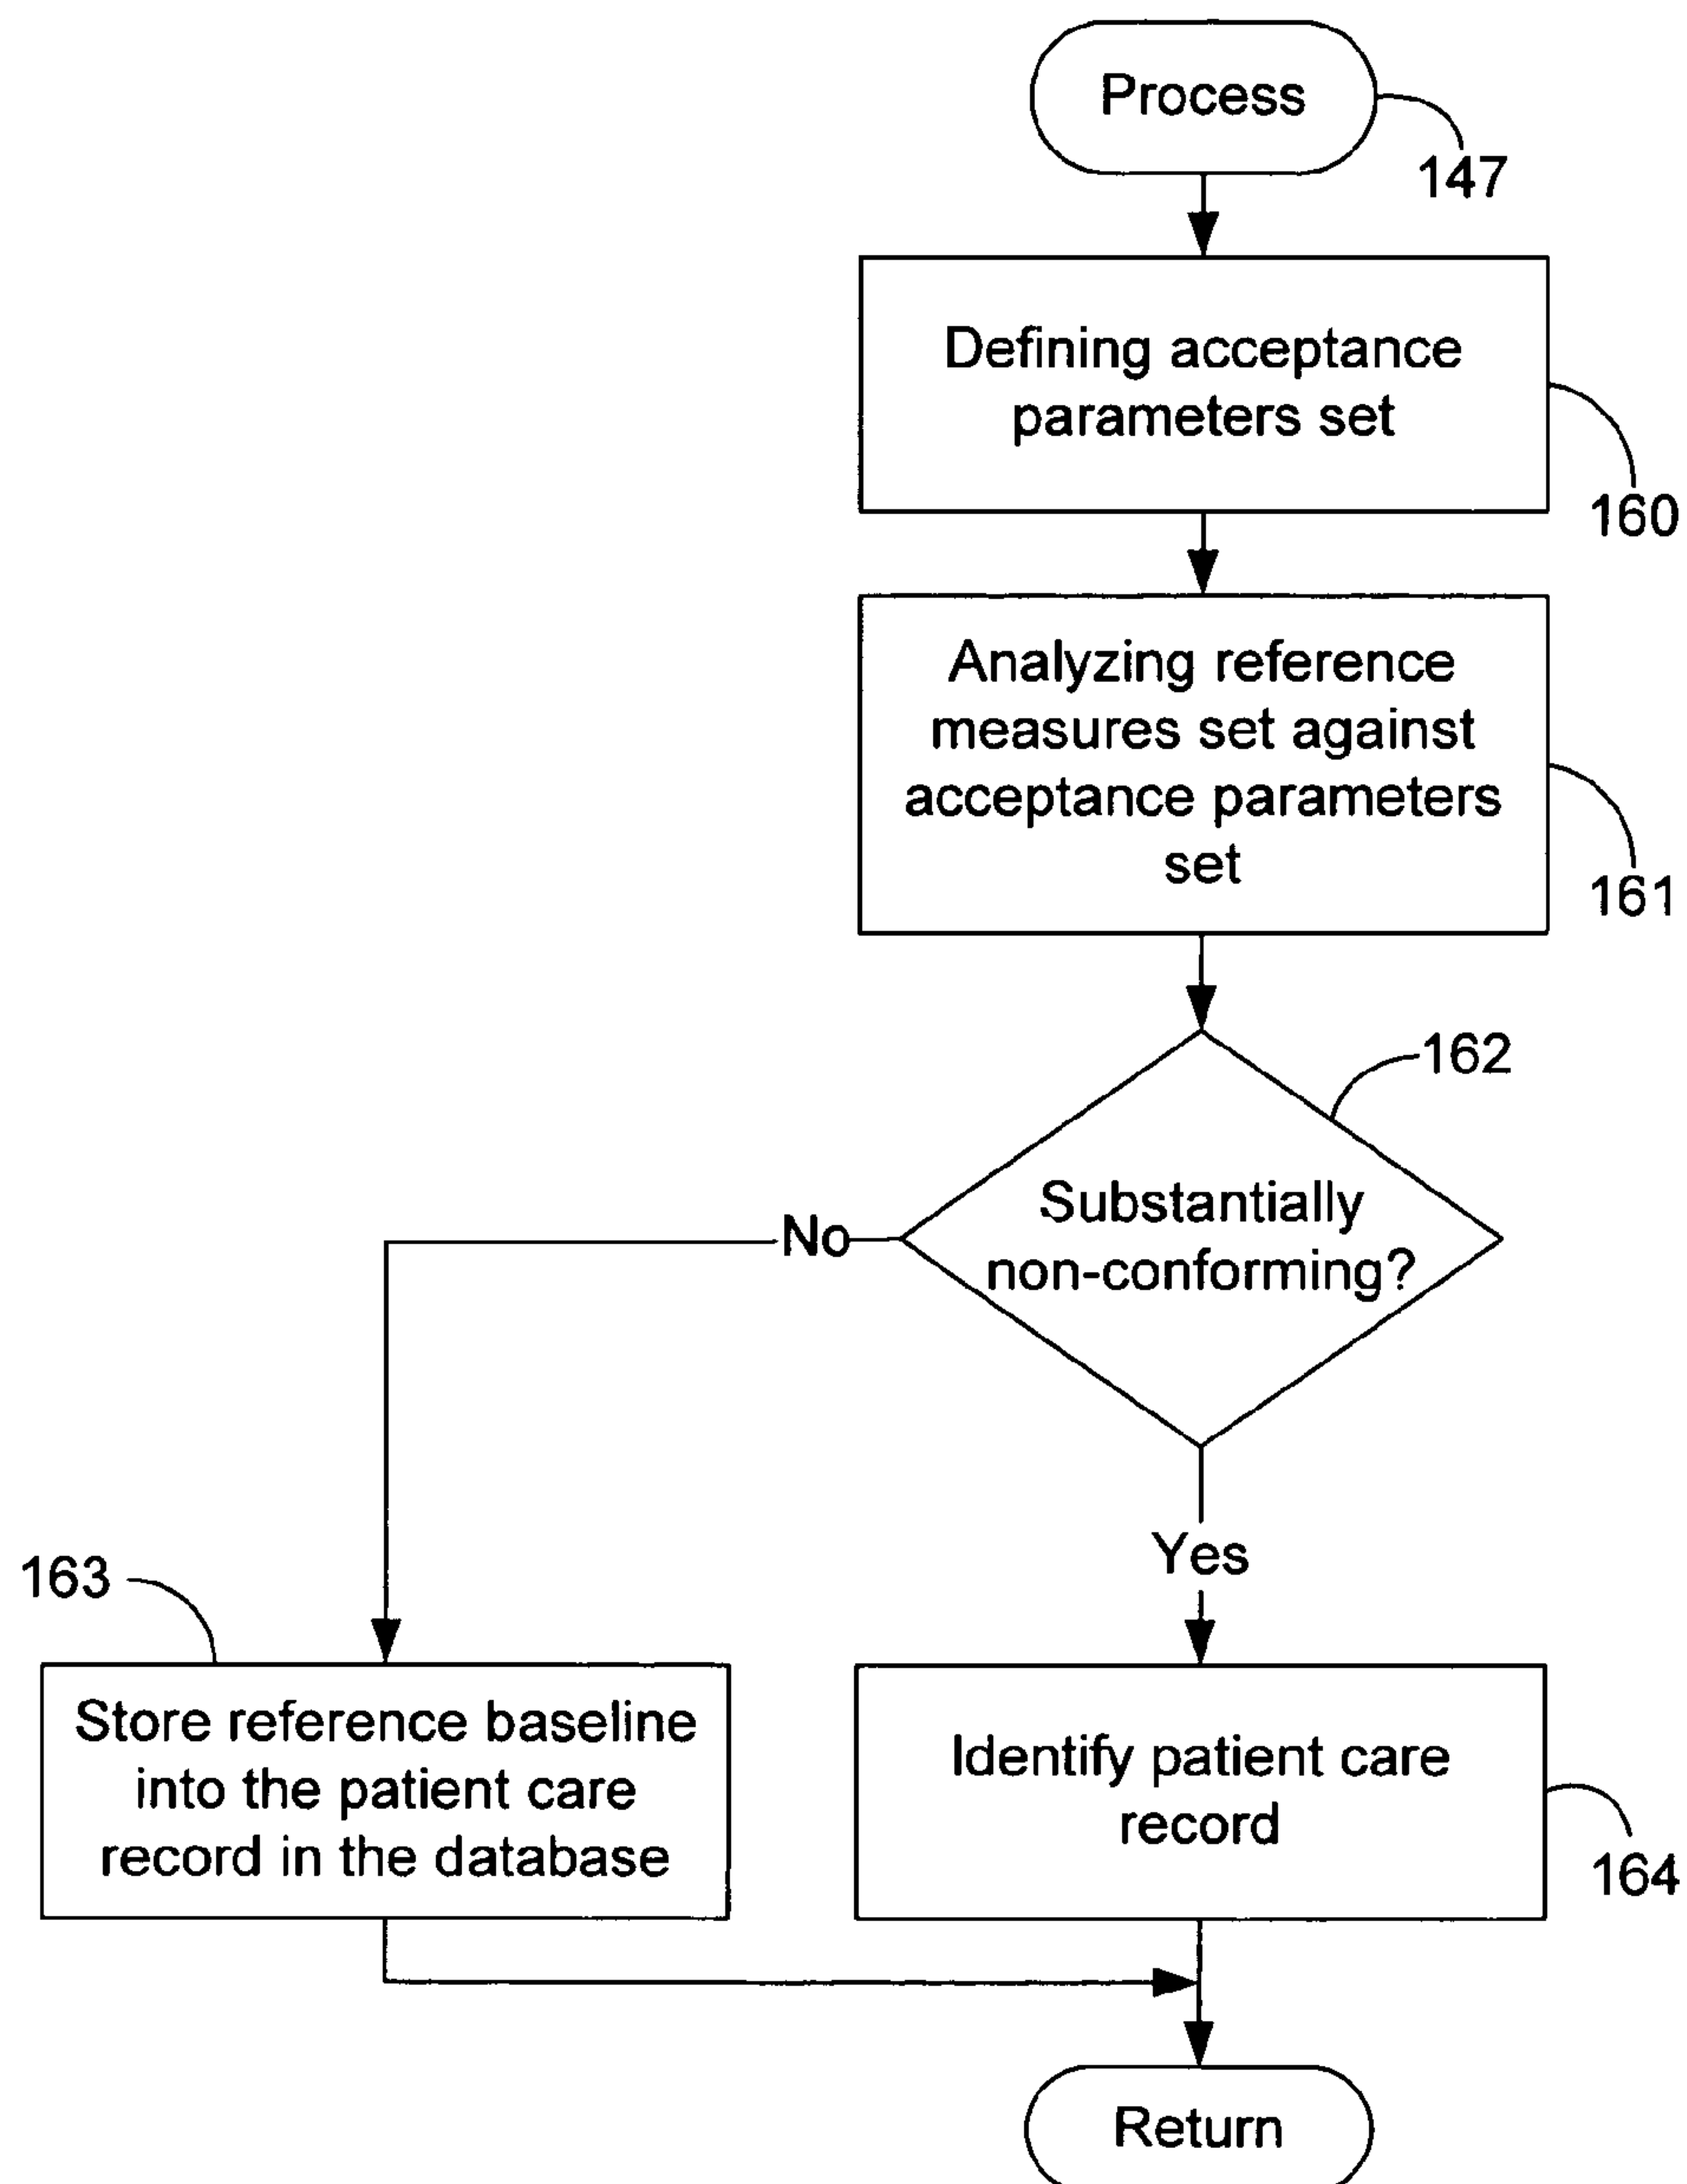 Process
147
Defining acceptance
parameters set
160
Analyzing reference
measures set against
acceptance parameters
set
161
162
Substantially
non-conforming?
No
Yes
163
Store reference baseline
into the patient care
record in the database
Identify patient care
record
164
Return